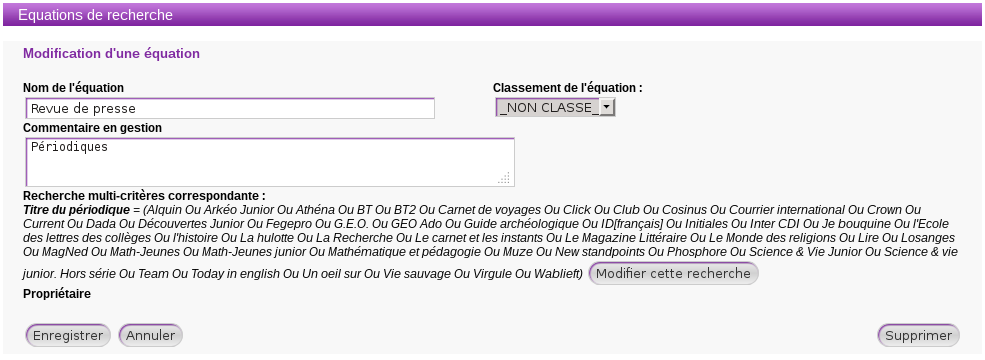 Equations de recherche
Modification d'une équation
Nom de l'équation
Classement de l'équation :
Revue de presse
_NON CLASSE_
Commentaire en gestion
Périodiques
Recherche multi-critères correspondante :
Titre du périodique = (Alquin Ou Arkéo Junior Ou Athéna Ou BT Ou BT2 Ou Carnet de voyages Ou Click Ou Club Ou Cosinus Ou Courrier international Ou Crown Ou
Current Ou Dada Ou Découvertes Junior Ou Fegepro Ou G.E.O. Ou GEO Ado Ou Guide archéologique Ou ID[français] Ou Initiales Ou Inter CDI Ou Je bouquine Ou l'Ecole
des lettres des collèges Ou l'histoire Ou La hulotte Ou La Recherche Ou Le carnet et les instants Ou Le Magazine Littéraire Ou Le Monde des religions Ou Lire Ou Losanges
Ou MagNed Ou Math-Jeunes Ou Math-Jeunes junior Ou Mathématique et pédagogie Ou Muze Ou New standpoints Ou Phosphore Ou Science & Vie Junior Ou Science & vie
junior. Hors série Ou Team Ou Today in english Ou Un oeil sur Ou Vie sauvage Ou Virgule Ou Wablieft) Modifier cette recherche
Propriétaire
Enregistrer Annuler Supprimer